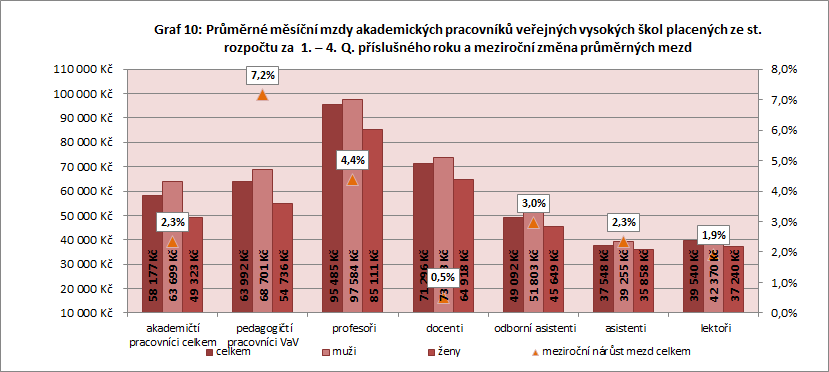 Graf 10: Průměrné měsíční mzdy akademických pracovníků veřejných vysokých škol placených ze st.
rozpočtu za 1. – 4. Q. příslušného roku a meziroční změna průměrných mezd
110 000 Kč
100 000 Kč
90 000 Kč
80 000 Kč
70 000 Kč
60 000 Kč
50 000 Kč
40 000 Kč
30 000 Kč
20 000 Kč
10 000 Kč
8,0%
7,0%
6,0%
5,0%
4,0%
3,0%
2,0%
1,0%
0,0%
2,3%
7,2%
4,4%
0,5%
3,0%
2,3%
1,9%
58 177 Kč
63 609 Kč
49 323 Kč
63 992 Kč
68 701 Kč
54 736 Kč
95 485 Kč
97 584 Kč
85 111 Kč
71 296 Kč
64 918 Kč
49 092 Kč
51 803 Kč
45 649 Kč
37 548 Kč
39 255 Kč
35 858 Kč
39 540 Kč
42 370 Kč
37 240 Kč
akademičtí
pracovníci celkem
pedagogičtí
pracovníci VaV
profesoři
docenti
odborní asistenti
asistenti
lektoři
celkem
muži
ženy
meziroční nárůst mezd celkem